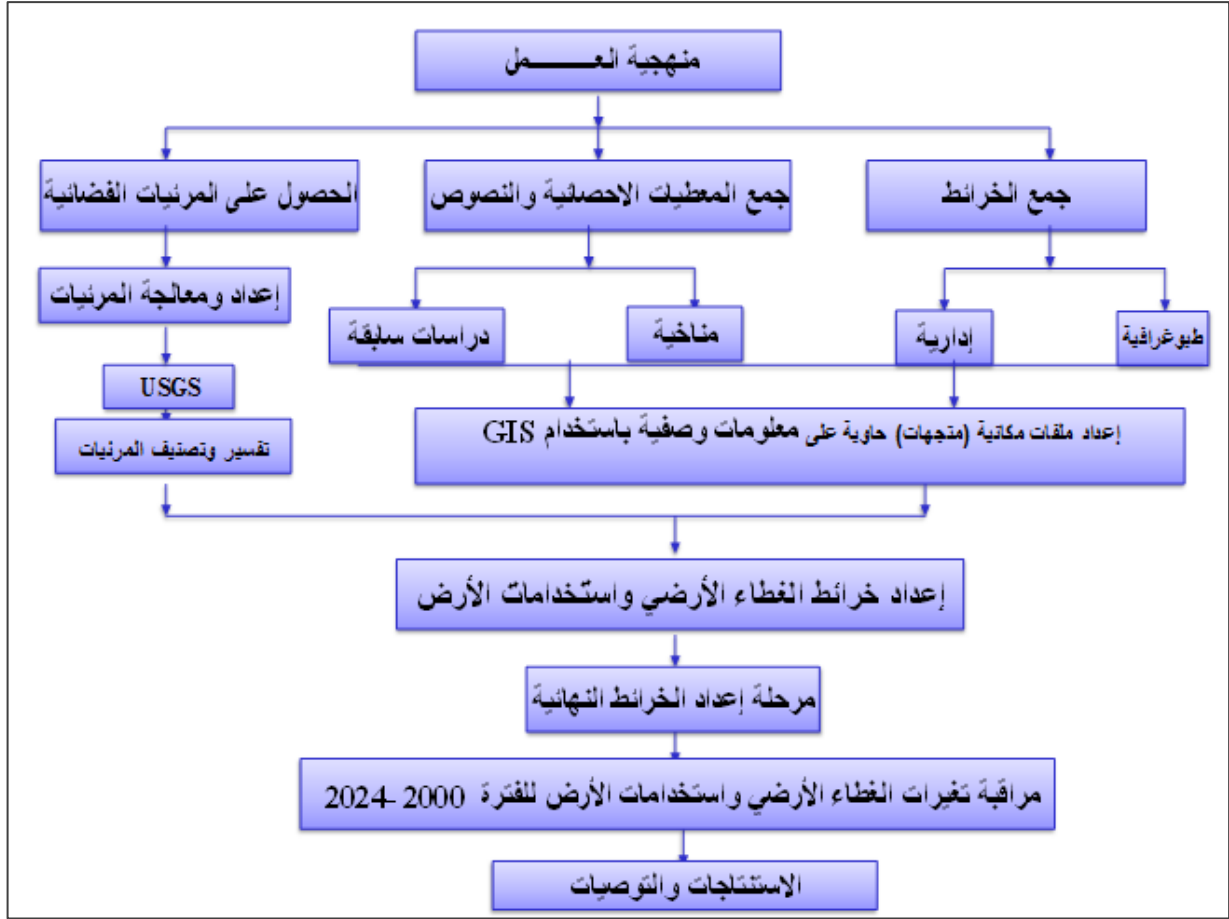 منهجية العـــــــمل
جمع الخرائط
جمع المعطيات الاحصائية والنصوص
الحصول على المرئيات الفضائية
طبوغرافية
إدارية
مناخية
دراسات سابقة
إعداد ومعالجة المرئيات
USGS
تفسير وتصنيف المرئيات
إعداد ملفات مكانية (متجهات) حاوية على معلومات وصفية باستخدام GIS
إعداد خرائط الغطاء الأرضي واستخدامات الأرض
مرحلة إعداد الخرائط النهائية
مراقبة تغيرات الغطاء الأرضي واستخدامات الأرض للفترة 2000 -2024
الاستنتاجات والتوصيات